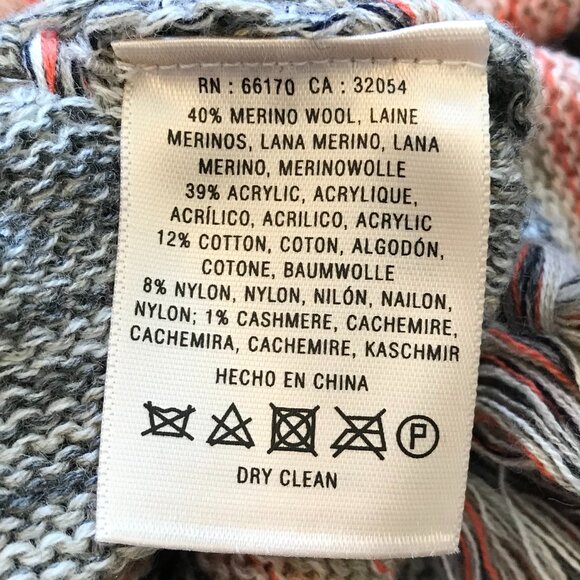 RN : 66170 CA : 32054
40% MERINO WOOL, LAINE
MERINOS, LANA MERINO, LANA
MERINO, MERINOWOLLE
39% ACRYLIC, ACRYLIQUE,
ACRÍLICO, ACRILICO, ACRYLIC
12% COTTON, COTON, ALGODÓN,
COTONE, BAUMWOLLE
8% NYLON, NYLON, NILÓN, NAILON,
NYLON; 1% CASHMERE, CACHEMIRE,
CACHEMIRA, CACHEMIRE, KASCHMIR
HECHO EN CHINA
P
DRY CLEAN